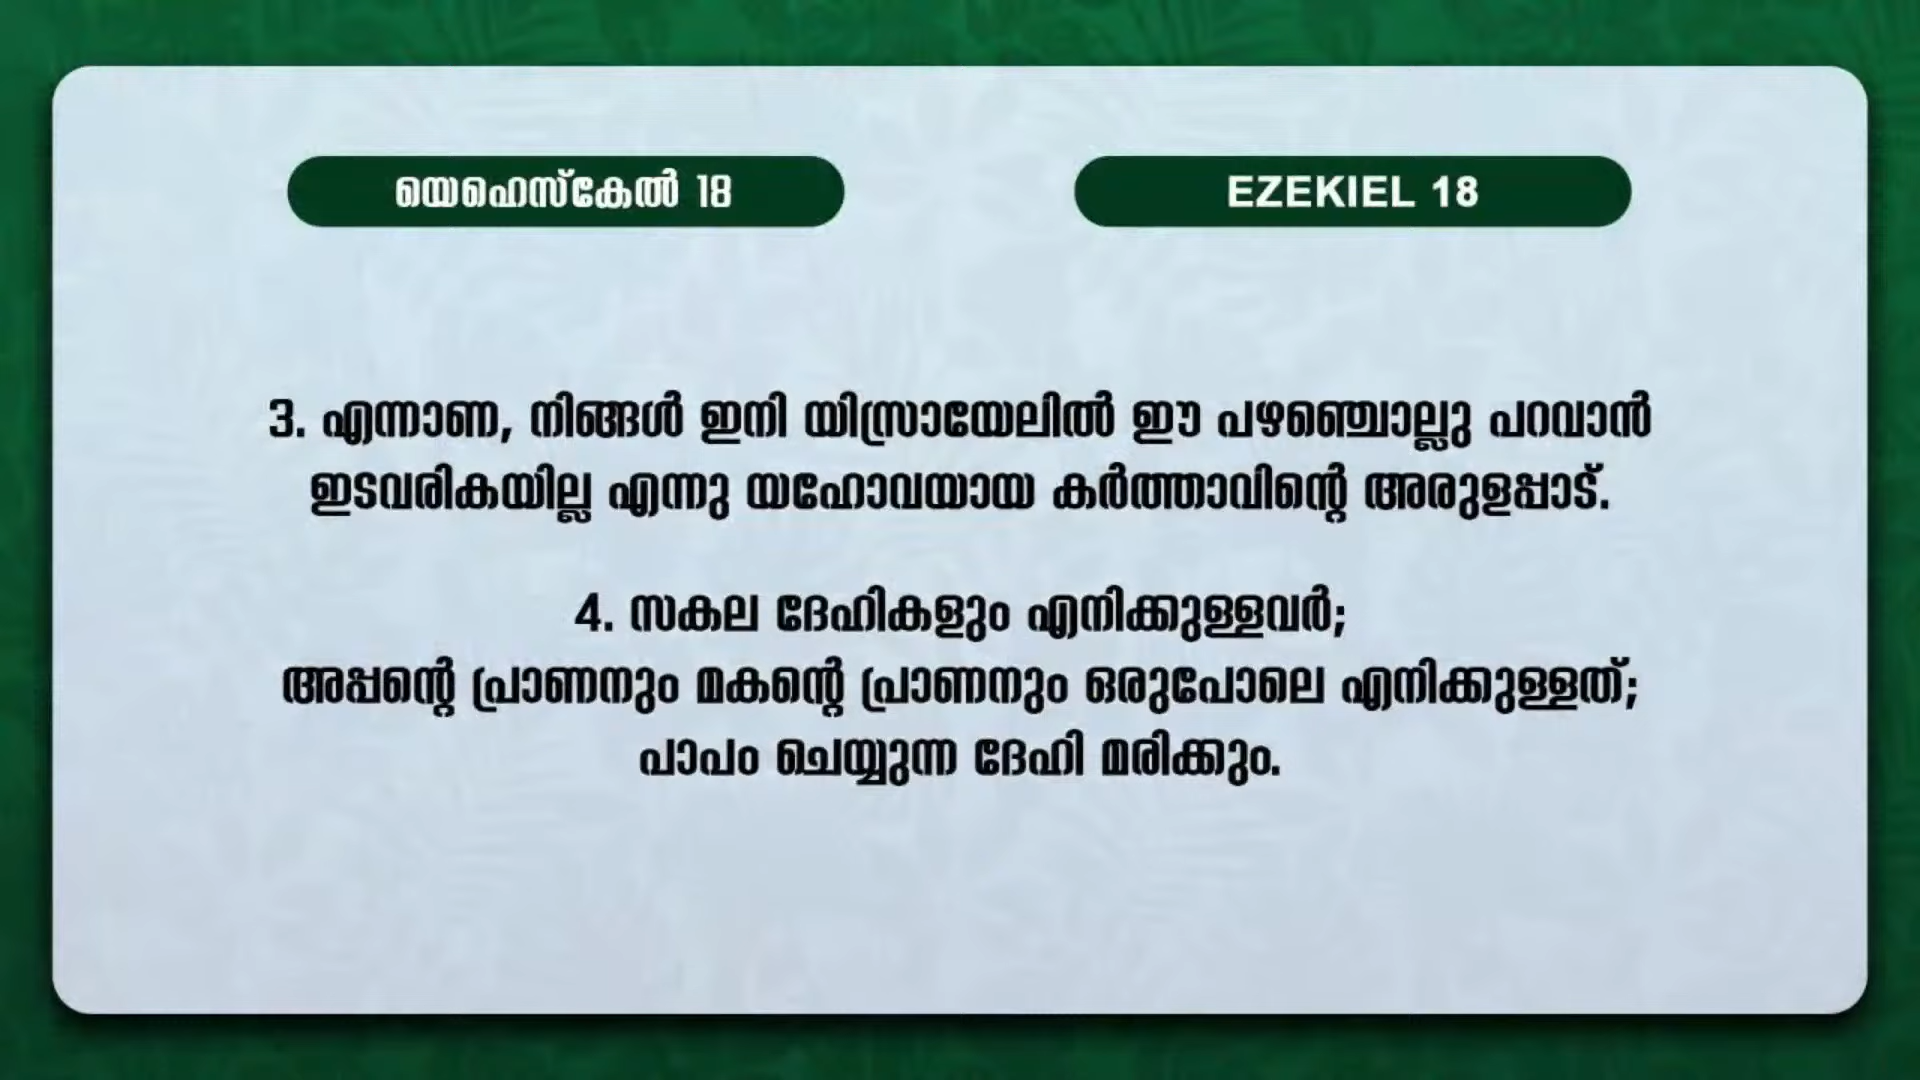 യെഹെസ്കേൽ 18
EZEKIEL 18
3. എന്നാണ, നിങ്ങൾ ഇനി യിസ്രായേലിൽ ഈ പഴഞ്ചൊല്ലു പറവാൻ
ഇടവരികയില്ല എന്നു യഹോവയായ കർത്താവിന്റെ അരുളപ്പാട്.
4. സകല ദേഹികളും എനിക്കുള്ളവർ;
അപ്പന്റെ പ്രാണനും മകന്റെ പ്രാണനും ഒരുപോലെ എനിക്കുള്ളത്;
പാപം ചെയ്യുന്ന ദേഹി മരിക്കും.